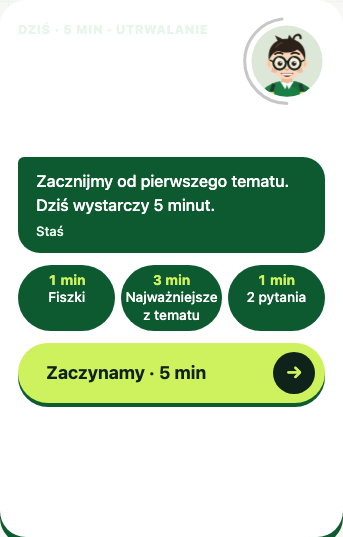 DZIŚ · 5 MIN · UTRWALANIE
Zacznijmy od pierwszego tematu.
Dziś wystarczy 5 minut.
Staś
1 min
Fiszki
3 min
Najważniejsze
z tematu
1 min
2 pytania
Zaczynamy · 5 min